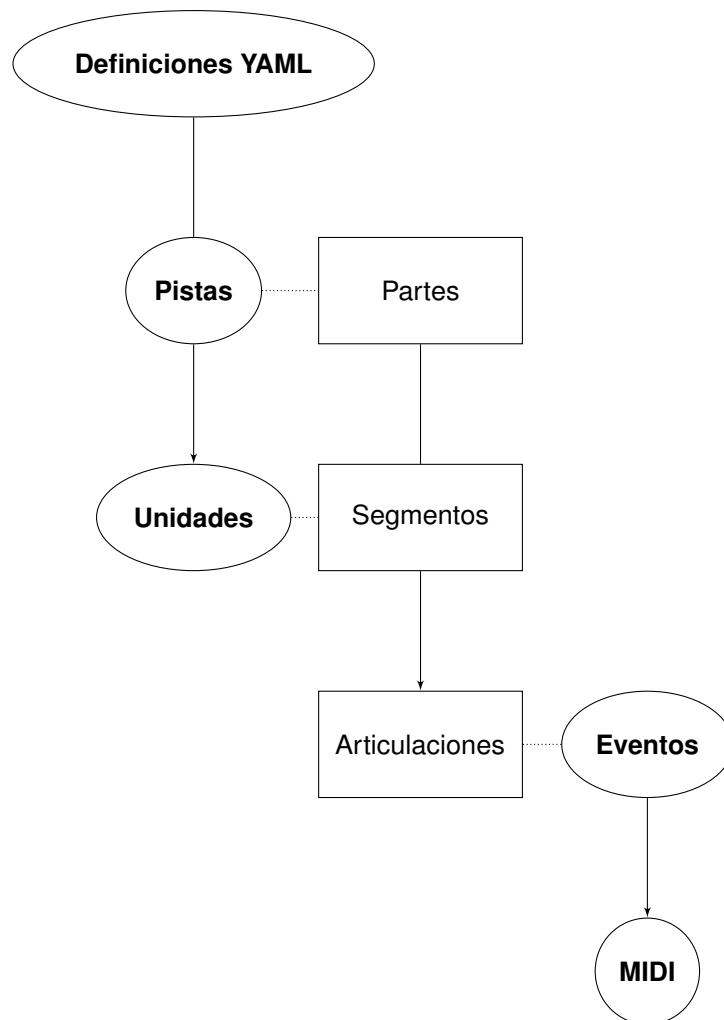 Definiciones YAML
Pistas
Partes
Unidades
Segmentos
Articulaciones
Eventos
MIDI